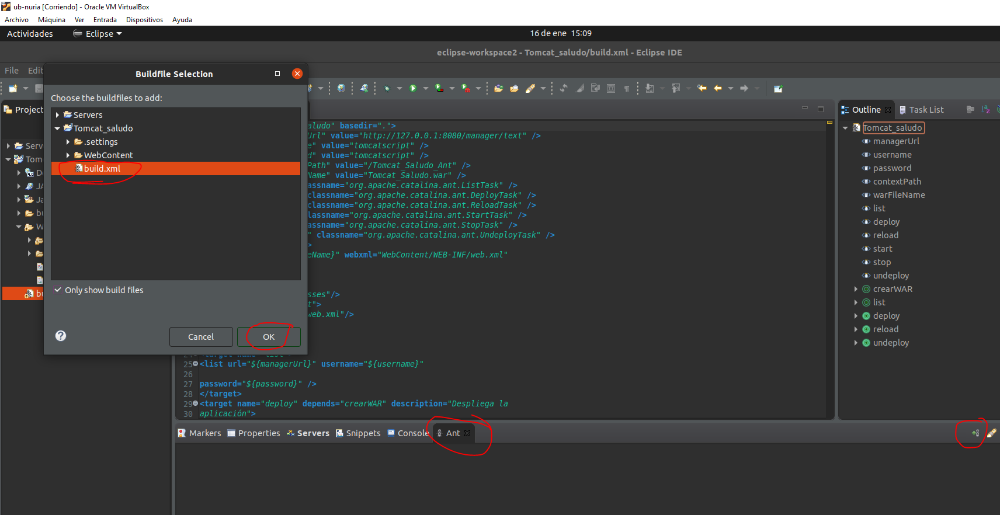 ub-nuria [Corriendo] - Oracle VM VirtualBox
Archivo Máquina Ver Entrada Dispositivos Ayuda
Actividades Eclipse 16 de ene 15:09
eclipse-workspace2 - Tomcat_saludo/build.xml - Eclipse IDE
File Edit
Buildfile Selection
Choose the buildfiles to add:
Servers
Tomcat_saludo
.settings
WebContent
build.xml
Only show build files
Cancel OK
Project
Serve
Tom
De
JA
Ja
bu
W
bu
aludo" basedir=".">
Url" value="http://127.0.0.1:8080/manager/text" />
e" value="tomcatscript" />
d" value="tomcatscript" />
Path" value="/Tomcat_Saludo_Ant" />
Name" value="Tomcat_Saludo.war" />
assname="org.apache.catalina.ant.ListTask" />
classname="org.apache.catalina.ant.DeployTask" />
classname="org.apache.catalina.ant.ReloadTask" />
lassname="org.apache.catalina.ant.StartTask" />
assname="org.apache.catalina.ant.StopTask" />
" classname="org.apache.catalina.ant.UndeployTask" />
>
eName}" webxml="WebContent/WEB-INF/web.xml"
sses"/>
t">
web.xml"/>
25 <list url="${managerUrl}" username="${username}"
26
27 password="${password}" />
28 </target>
29 <target name="deploy" depends="crearWAR" description="Despliega la
30 aplicación">
Outline Task List
Tomcat_saludo
managerUrl
username
password
contextPath
warFileName
list
deploy
reload
start
stop
undeploy
crearWAR
list
deploy
reload
undeploy
Markers Properties Servers Snippets Console Ant